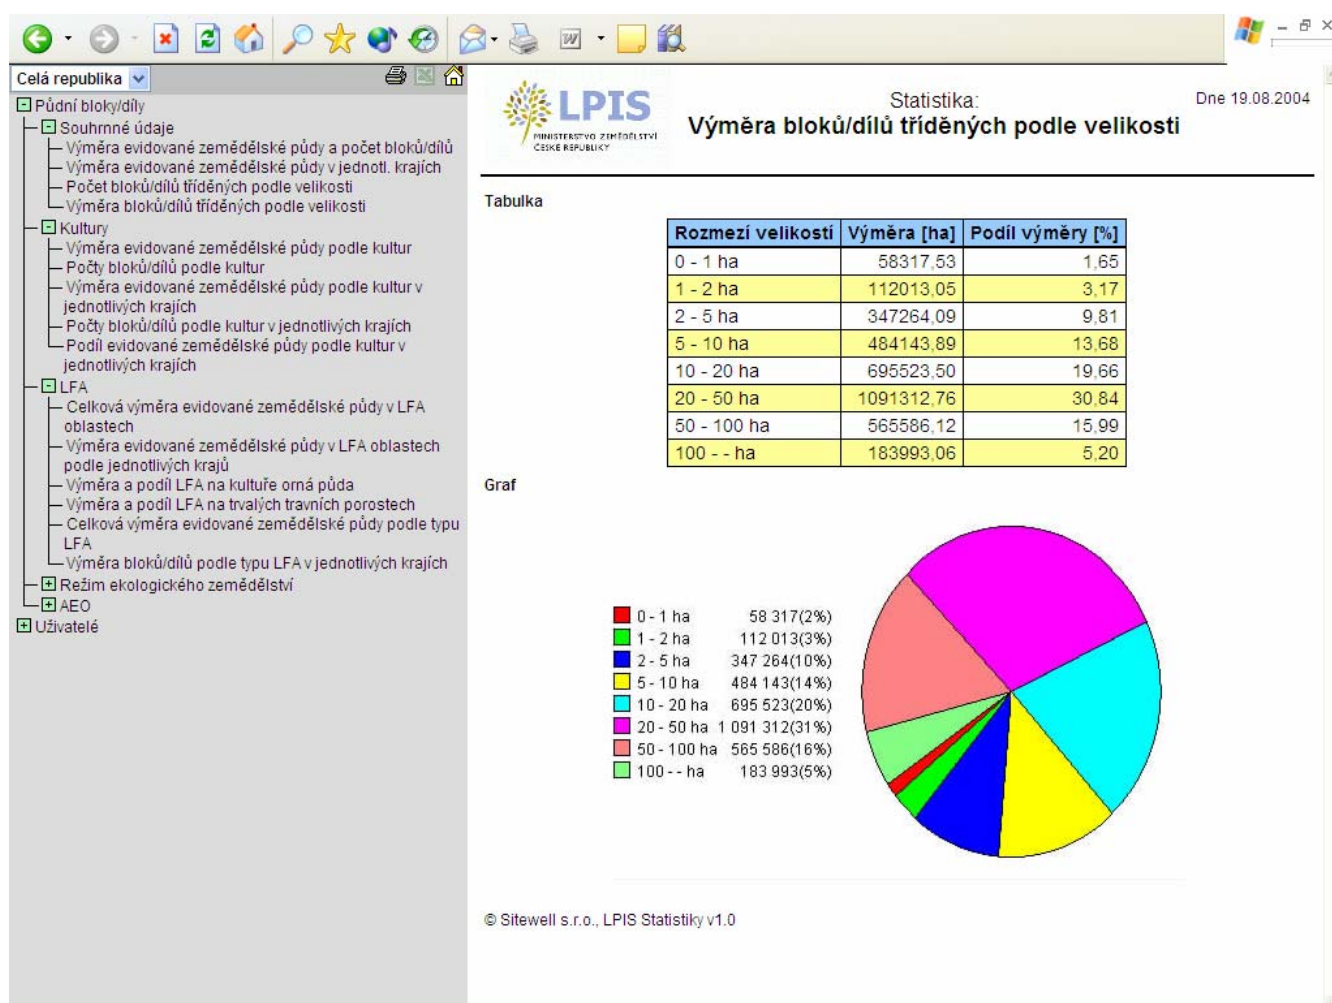 Celá republika
Půdní bloky/díly
Souhrnné údaje
Výměra evidované zemědělské půdy a počet bloků/dílů
Výměra evidované zemědělské půdy v jednotl. krajích
Počet bloků/dílů tříděných podle velikosti
Výměra bloků/dílů tříděných podle velikosti
Kultury
Výměra evidované zemědělské půdy podle kultur
Počty bloků/dílů podle kultur
Výměra evidované zemědělské půdy podle kultur v
jednotlivých krajích
Počty bloků/dílů podle kultur v jednotlivých krajích
Podíl evidované zemědělské půdy podle kultur v
jednotlivých krajích
LFA
Celková výměra evidované zemědělské půdy v LFA
oblastech
Výměra evidované zemědělské půdy v LFA oblastech
podle jednotlivých krajů
Výměra a podíl LFA na kultuře orná půda
Výměra a podíl LFA na trvalých travních porostech
Celková výměra evidované zemědělské půdy podle typu
LFA
Výměra bloků/dílů podle typu LFA v jednotlivých krajích
Režim ekologického zemědělství
AEO
Uživatelé
LPIS
MINISTERSTVO ZEMĚDĚLSTVÍ
ČESKÉ REPUBLIKY
Statistika:
Výměra bloků/dílů tříděných podle velikosti
Dne 19.08.2004
Tabulka
Rozmezí velikostí Výměra [ha] Podíl výměry [%]
0 - 1 ha 58317,53 1,65
1 - 2 ha 112013,05 3,17
2 - 5 ha 347264,09 9,81
5 - 10 ha 484143,89 13,68
10 - 20 ha 695523,50 19,66
20 - 50 ha 1091312,76 30,84
50 - 100 ha 565586,12 15,99
100 - - ha 183993,06 5,20
Graf
0 - 1 ha 58 317(2%)
1 - 2 ha 112 013(3%)
2 - 5 ha 347 264(10%)
5 - 10 ha 484 143(14%)
10 - 20 ha 695 523(20%)
20 - 50 ha 1 091 312(31%)
50 - 100 ha 565 586(16%)
100 - - ha 183 993(5%)
© Sitewell s.r.o., LPIS Statistiky v1.0